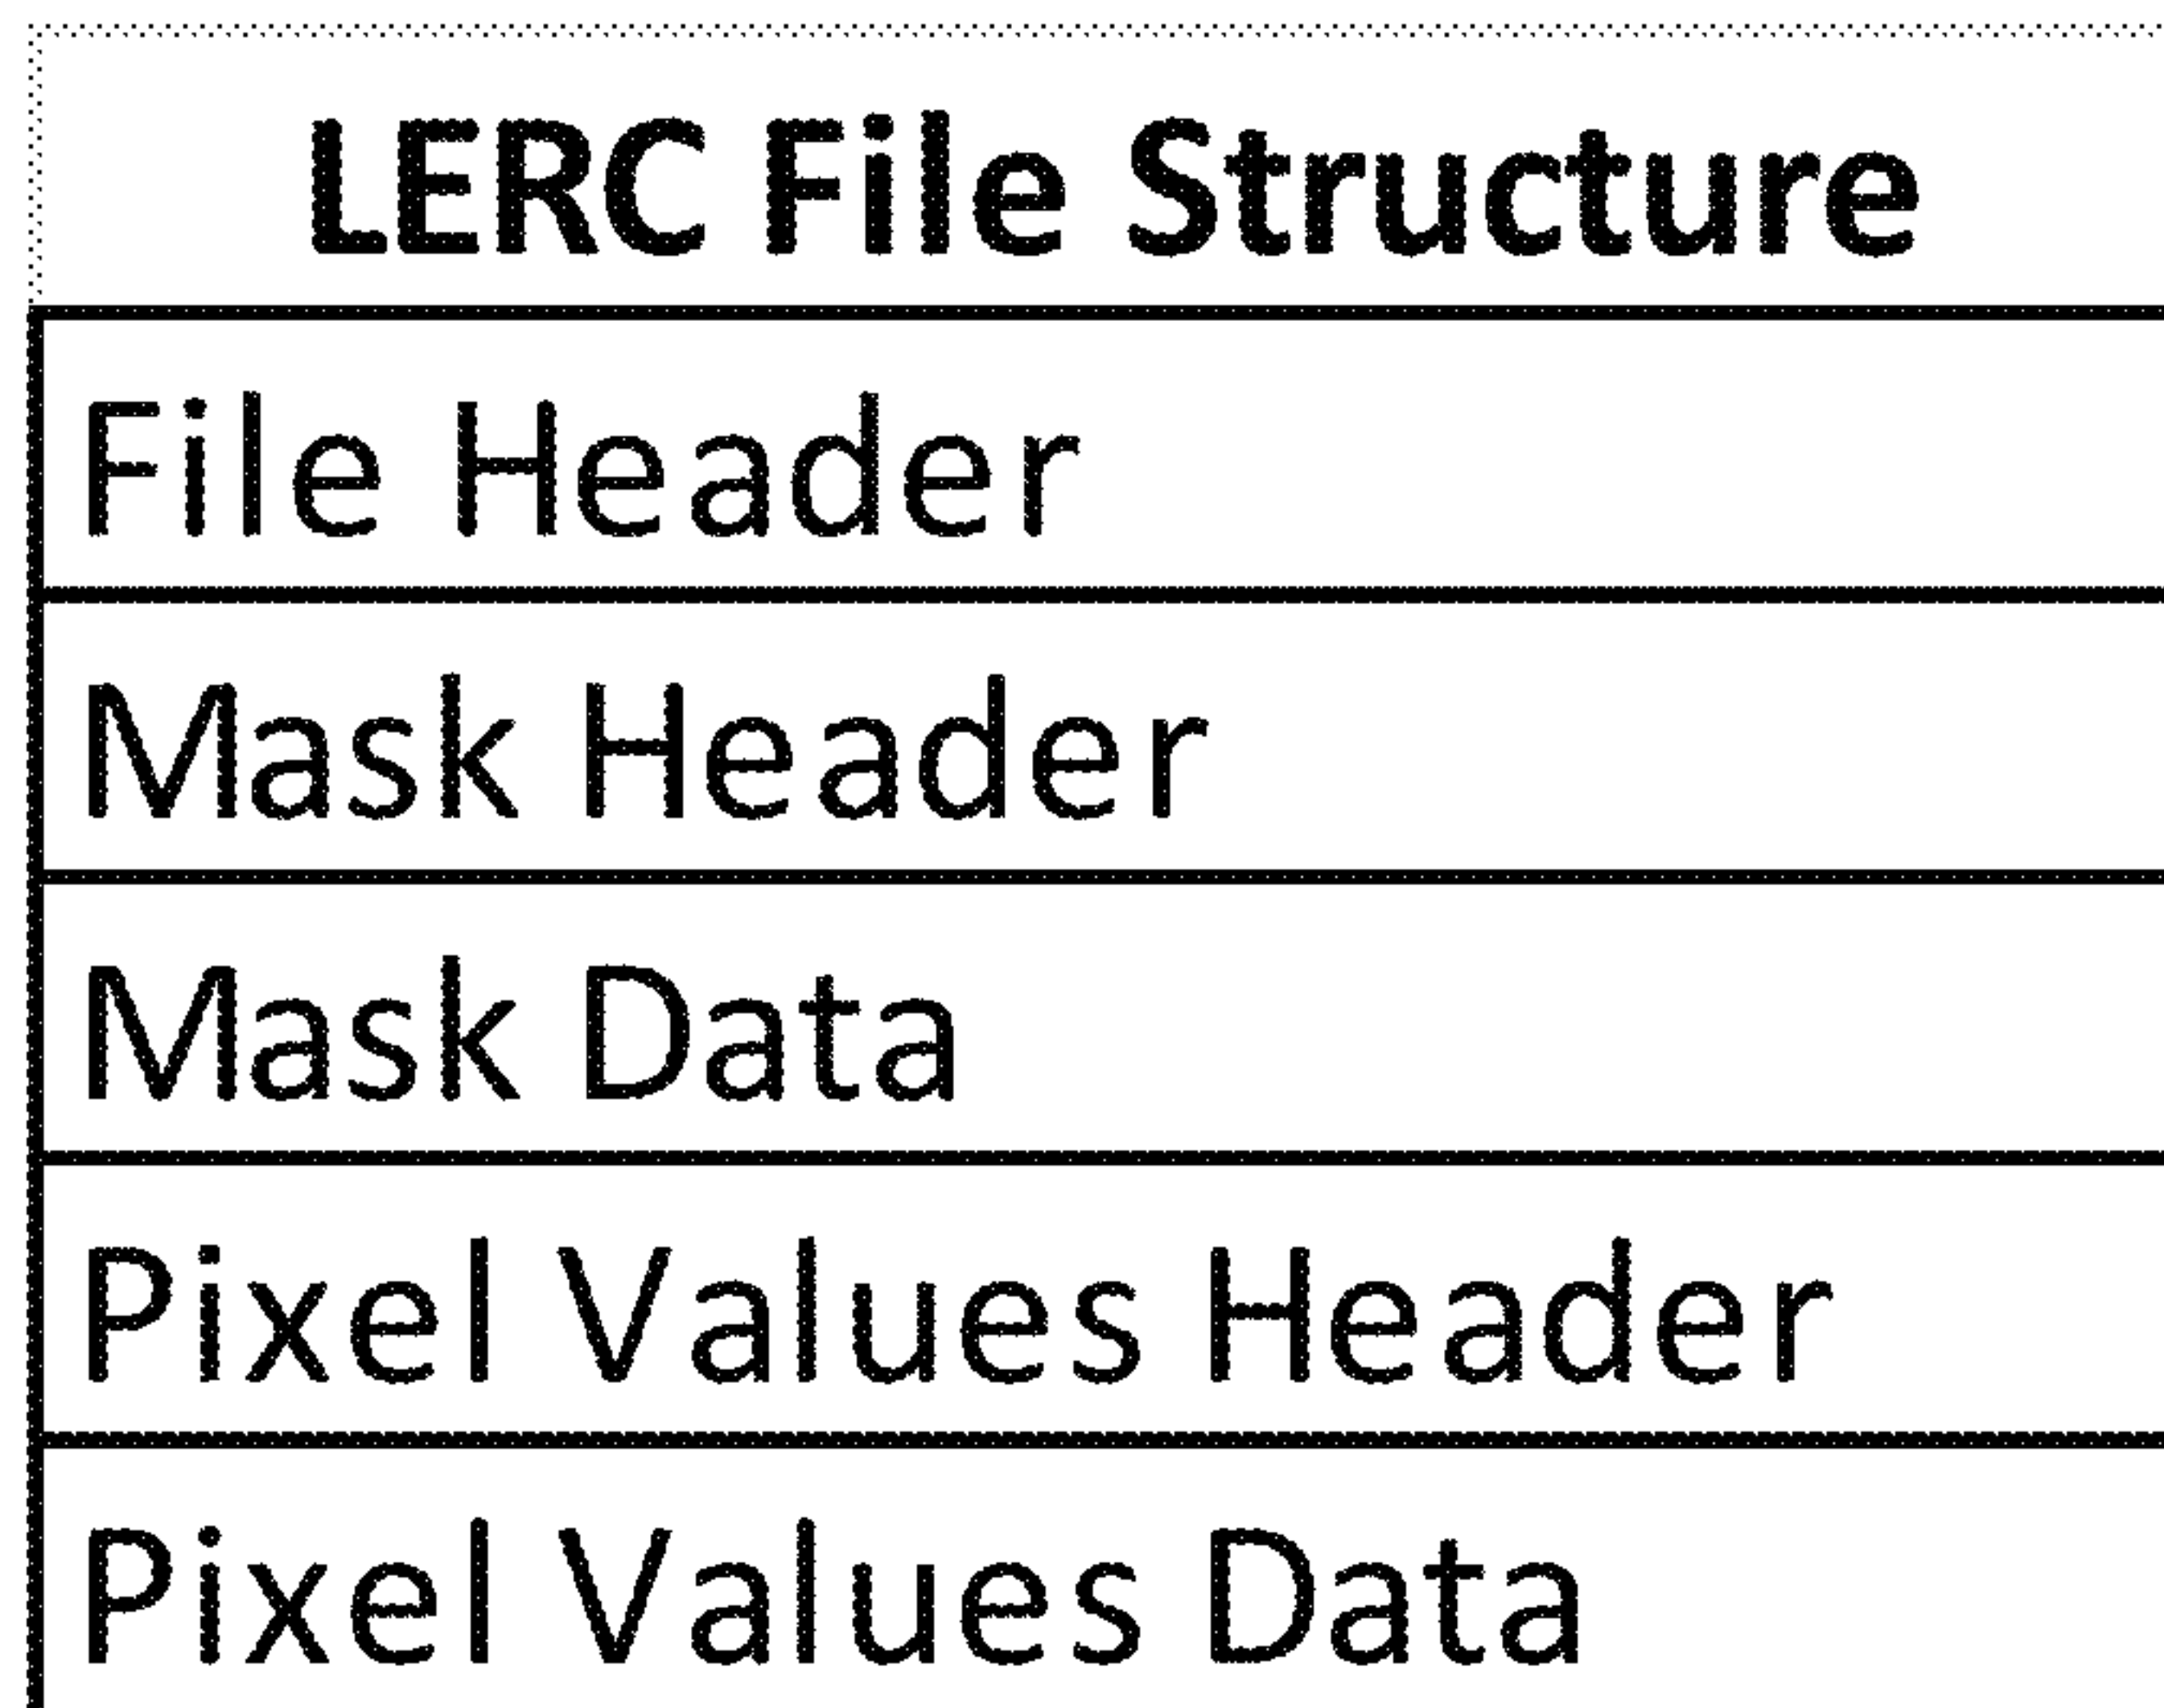 LERC File Structure
File Header
Mask Header
Mask Data
Pixel Values Header
Pixel Values Data